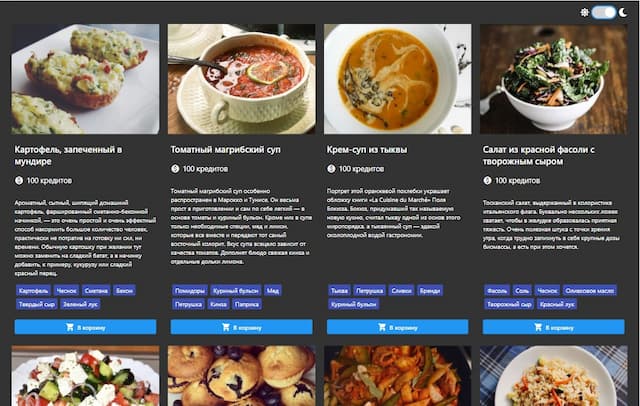 Картофель, запеченный в
мундире
100 кредитов
Ароматный, сытный, шипящий домашний
картофель, фаршированный сметанно-беконной
начинкой, — это очень простой и очень эффектный
способ накормить большое количество человек,
практически не потратив на готовку ни сил, ни
времени. Обычную картошку при желании тут
можно заменить на сладкий батат, а в начинку
добавить, к примеру, кукурузу или сладкий
красный перец.
Картофель Чеснок Сметана Бекон
Твердый сыр Зеленый лук
В корзину
Томатный магрибский суп
100 кредитов
Томатный магрибский суп особенно
распространен в Марокко и Тунисе. Он весьма
прост в приготовлении и сам по себе легкий — в
основе томаты и куриный бульон. Кроме них в супе
только необходимые специи, мед и лимон,
которые все вместе и передают тот самый
восточный колорит. Вкус супа всецело зависит от
качества томатов. Дополняет блюдо свежая кинза и
отдельные дольки лимона.
Помидоры Куриный бульон Мед
Петрушка Кинза Паприка
В корзину
Крем-суп из тыквы
100 кредитов
Портрет этой оранжевой похлебки украшает
обложку книги «La Cuisine du Marché» Поля
Бокюза. Бокюз, придумавший так называемую
новую кухню, считал тыкву одной из основ этого
миропорядка, а тыквенный суп — эдакой
околоплодной водой гастрономии.
Тыква Петрушка Сливки Бренди
Куриный бульон
В корзину
Салат из красной фасоли с
творожным сыром
100 кредитов
Тосканский салат, выдержанный в колористике
итальянского флага. Буквально нескольких ложек
хватает, чтобы в желудке образовалась приятная
тяжесть. Очень полезная штука с точки зрения
утра, когда трудно запихнуть в себя крупные дозы
бисмалла, а есть при этом хочется.
Фасоль Соль Чеснок Оливковое масло
Творожный сыр Красный лук
В корзину